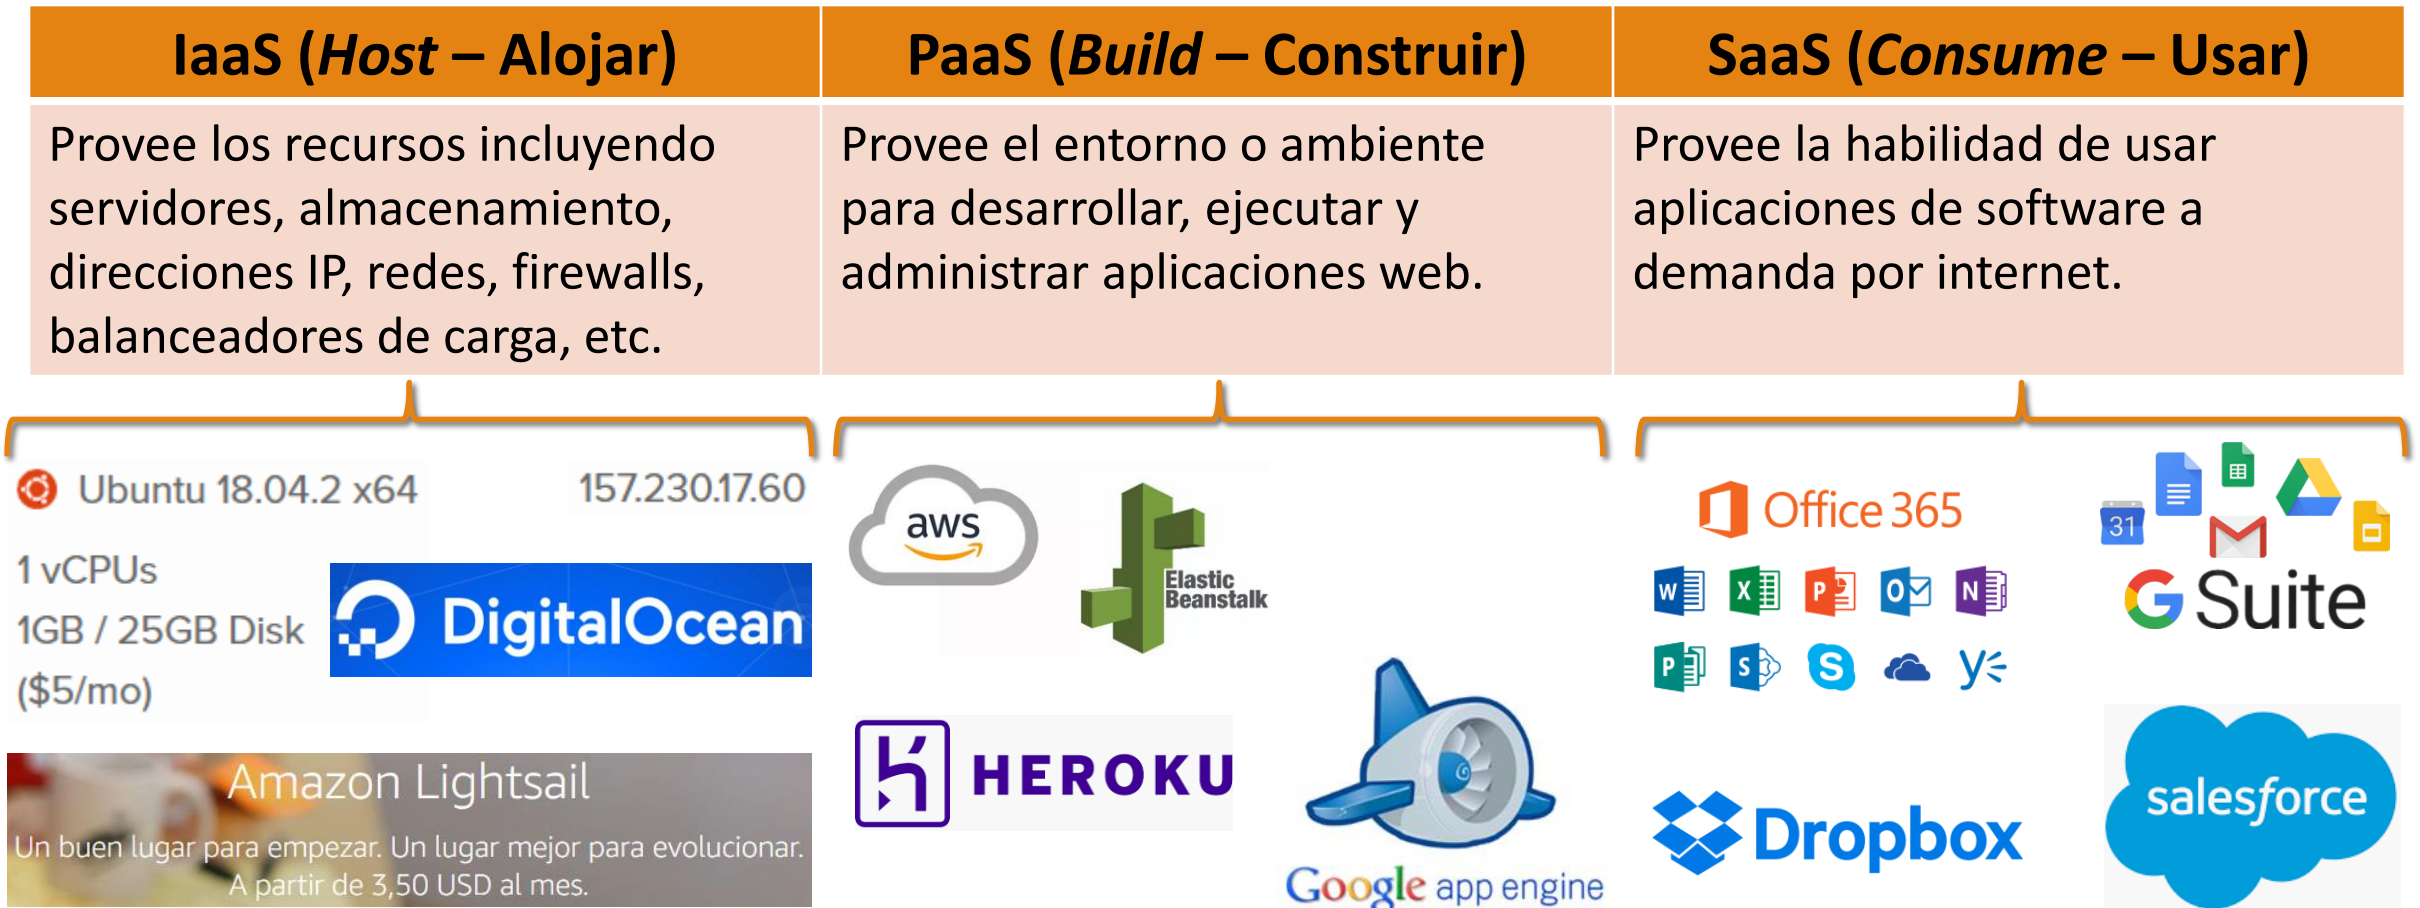 IaaS (Host – Alojar)
PaaS (Build – Construir)
SaaS (Consume – Usar)
Provee los recursos incluyendo
servidores, almacenamiento,
direcciones IP, redes, firewalls,
balanceadores de carga, etc.
Provee el entorno o ambiente
para desarrollar, ejecutar y
administrar aplicaciones web.
Provee la habilidad de usar
aplicaciones de software a
demanda por internet.
Ubuntu 18.04.2 x64
157.230.17.60
1 vCPUs
1GB / 25GB Disk
($5/mo)
DigitalOcean
Amazon Lightsail
Un buen lugar para empezar. Un lugar mejor para evolucionar.
A partir de 3,50 USD al mes.
aws
Elastic
Beanstalk
HEROKU
Google app engine
Office 365
W
X
P
O
N
P
S
S
y
Dropbox
31
G Suite
salesforce